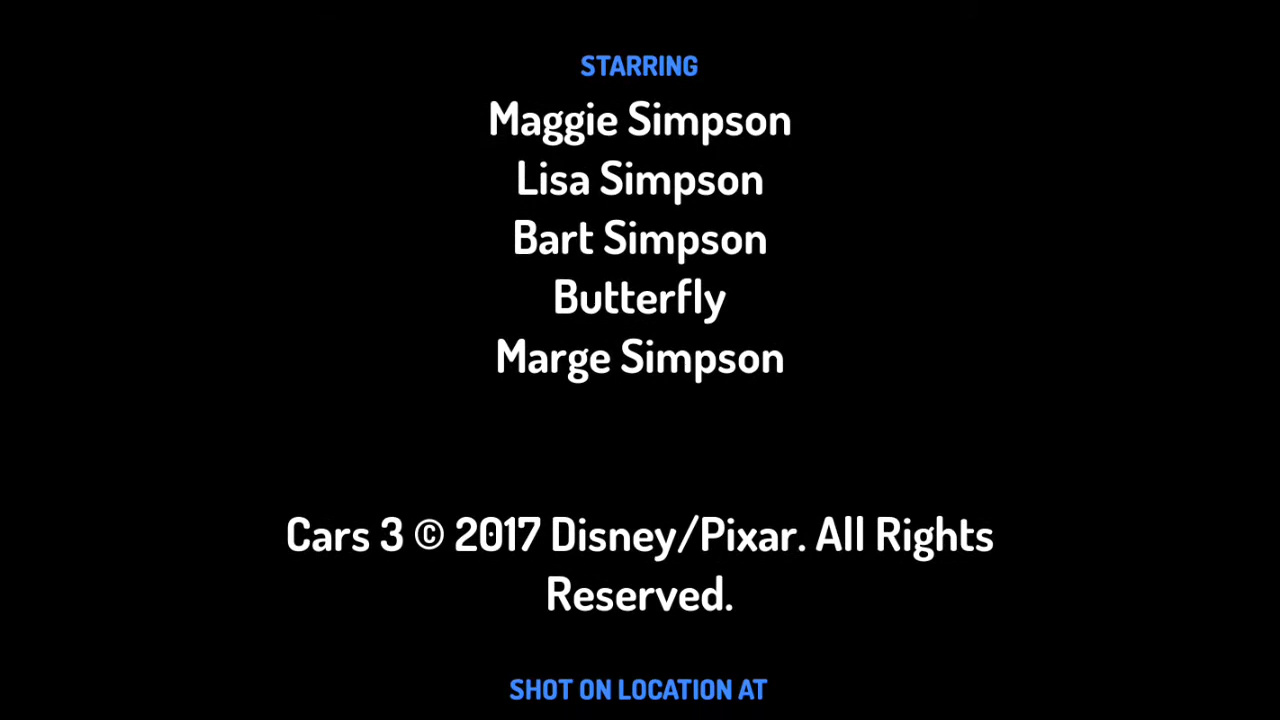 STARRING
Maggie Simpson
Lisa Simpson
Bart Simpson
Butterfly
Marge Simpson
Cars 3 © 2017 Disney/Pixar. All Rights
Reserved.
SHOT ON LOCATION AT